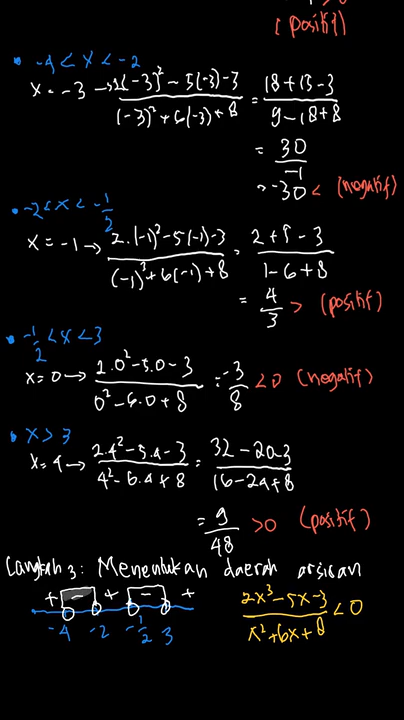 (positif)
• -4 < x < -2
x = -3 → 2(-3)² - 5(-3) - 3 / (-3)² + 6(-3) + 8 = 18 + 15 - 3 / 9 - 18 + 8
= 30 / -1
= -30 < (negatif)
• -2 < x < -1/2
x = -1 → 2.(-1)² - 5(-1) - 3 / (-1)² + 6(-1) + 8 = 2 + 5 - 3 / 1 - 6 + 8
= 4/3 > (positif)
• -1/2 < x < 3
x = 0 → 2.0² - 5.0 - 3 / 0² - 6.0 + 8 = -3/8 < 0 (negatif)
• x > 3
x = 4 → 2.4² - 5.4 - 3 / 4² - 6.4 + 8 = 32 - 20 - 3 / 16 - 24 + 8
= 9/48 > 0 (positif)
Langkah 3: Menentukan daerah arsiran
+ - + - +
-4 -2 -1/2 3
2x³ - 5x - 3 / x² + 6x + 8 < 0